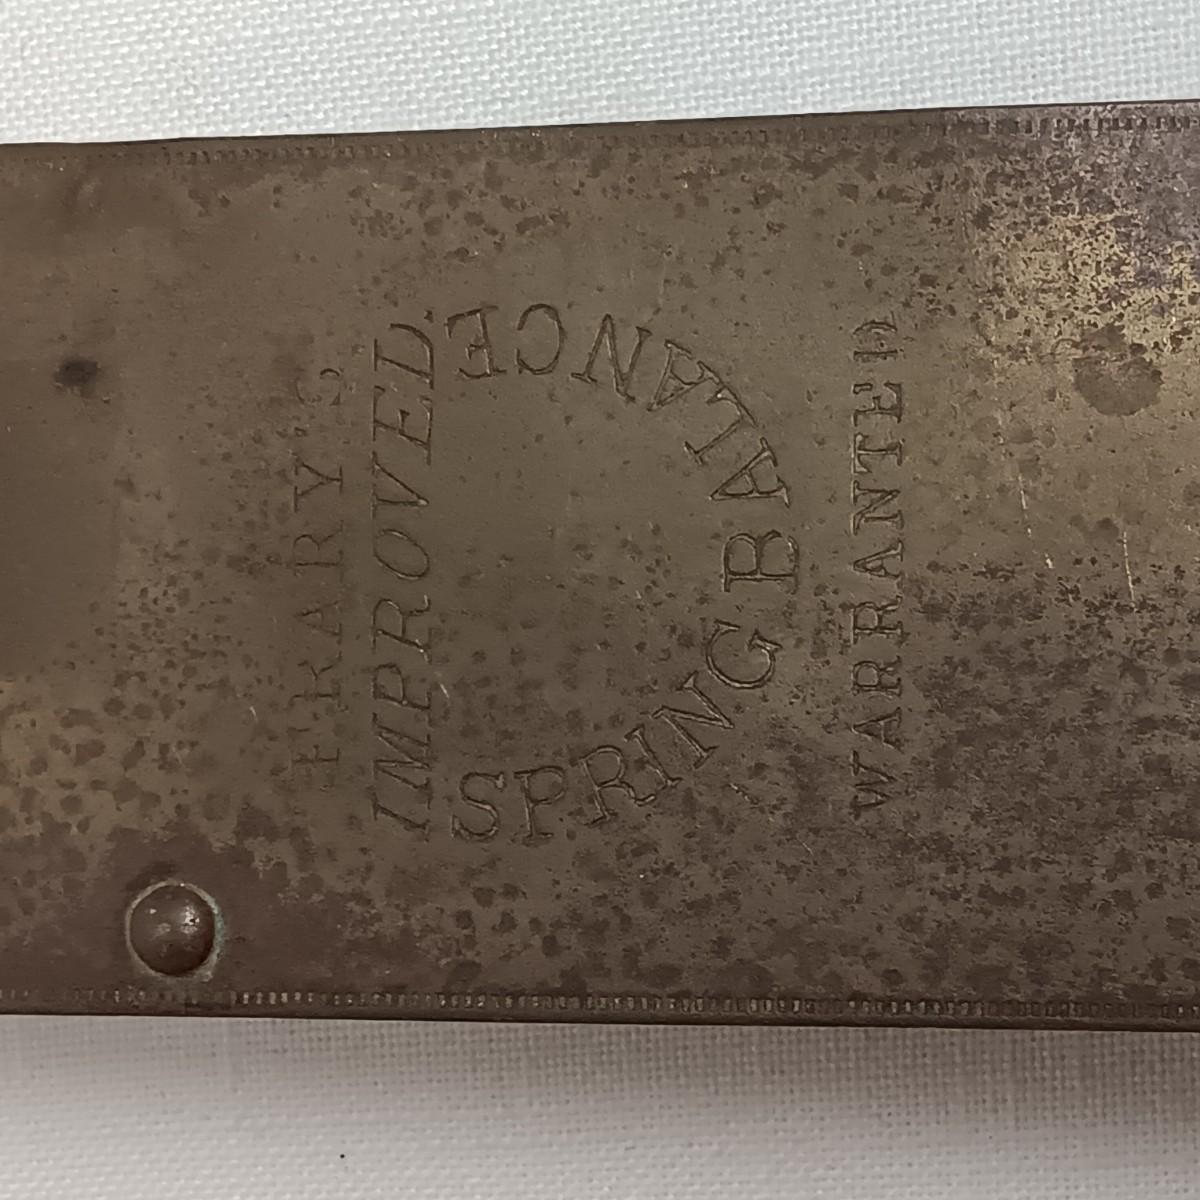 FRARY'S
IMPROVED.
SPRING BALANCE
WARRANTED